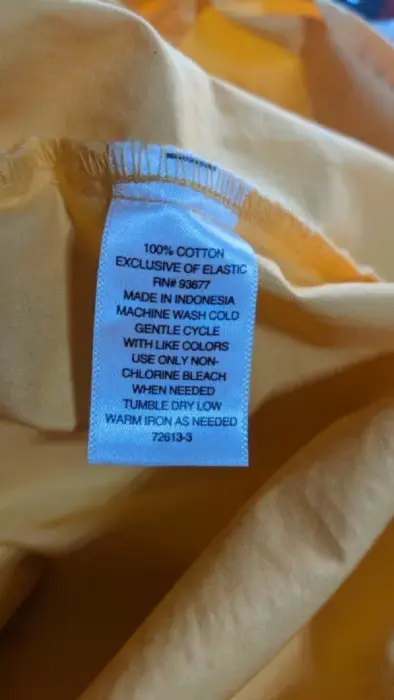 100% COTTON
EXCLUSIVE OF ELASTIC
RN# 93677
MADE IN INDONESIA
MACHINE WASH COLD
GENTLE CYCLE
WITH LIKE COLORS
USE ONLY NON-
CHLORINE BLEACH
WHEN NEEDED
TUMBLE DRY LOW
WARM IRON AS NEEDED
72613-3